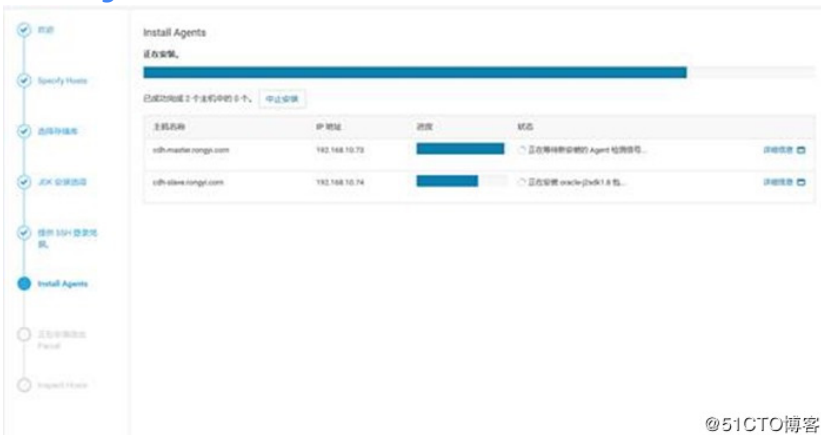 欢迎
Install Agents
正在安装。
Specify Hosts
已成功完成 2 个主机中的 0 个。 中止安装
选择存储库
主机名称 IP 地址 进度 状态
cdh-master.rongyi.com 192.168.10.73 正在等待新安装的 Agent 检测信号... 详细信息
JDK 安装选项
cdh-slave.rongyi.com 192.168.10.74 正在安装 oracle-j2sdk1.8 包... 详细信息
提供 SSH 登录凭
据。
Install Agents
Parcel
Inspect Hosts
@51CTO博客